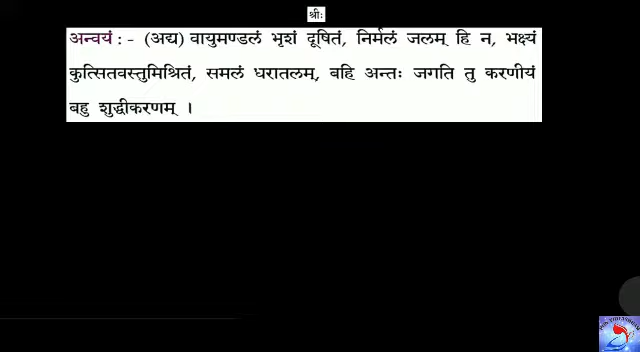 श्रीः
अन्वयं : - (अद्य) वायुमण्डलं भृशं दूषितं, निर्मलं जलम् हि न, भक्ष्यं
कुत्सितवस्तुमिश्रितं, समलं धरातलम्, बहि अन्तः जगति तु करणीयं
बहु शुद्धीकरणम् ।